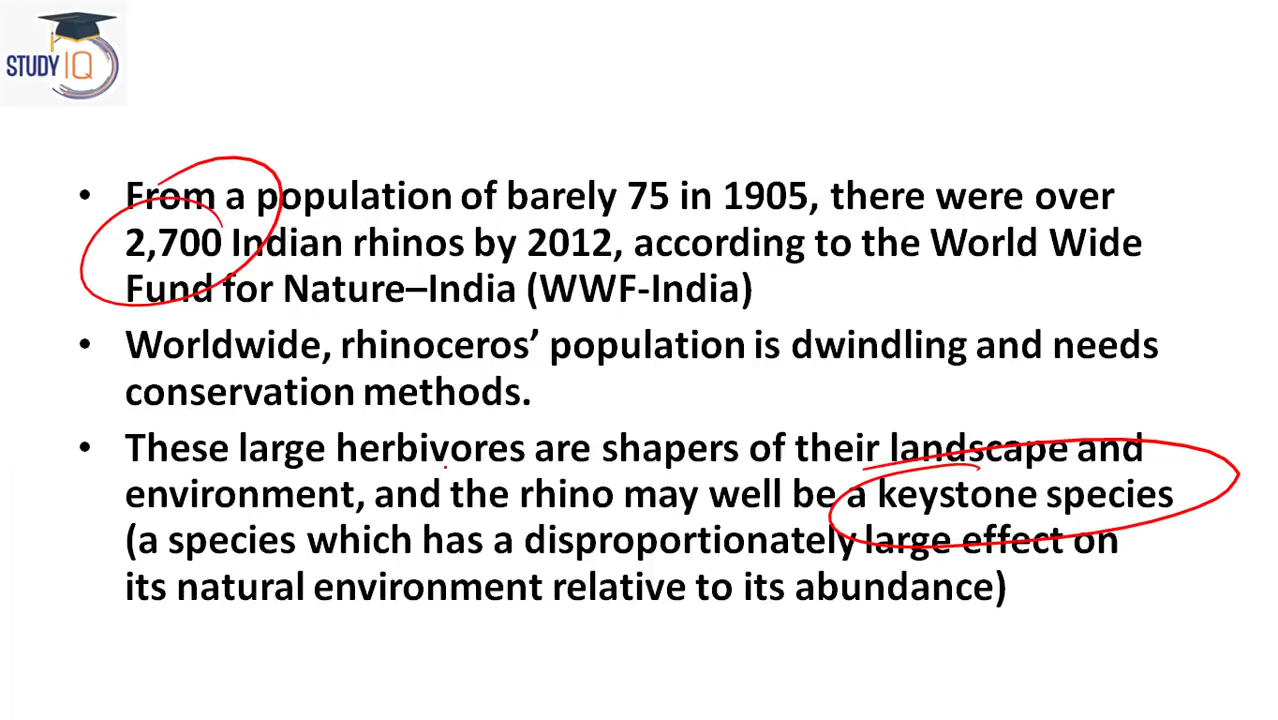 STUDY IQ
• From a population of barely 75 in 1905, there were over
2,700 Indian rhinos by 2012, according to the World Wide
Fund for Nature–India (WWF-India)
• Worldwide, rhinoceros’ population is dwindling and needs
conservation methods.
• These large herbivores are shapers of their landscape and
environment, and the rhino may well be a keystone species
(a species which has a disproportionately large effect on
its natural environment relative to its abundance)